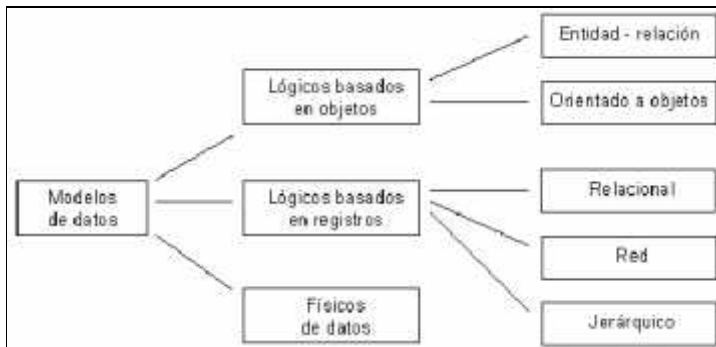 Entidad - relación
Lógicos basados
en objetos
Orientado a objetos
Modelos
de datos
Lógicos basados
en registros
Relacional
Red
Físicos
de datos
Jerárquico